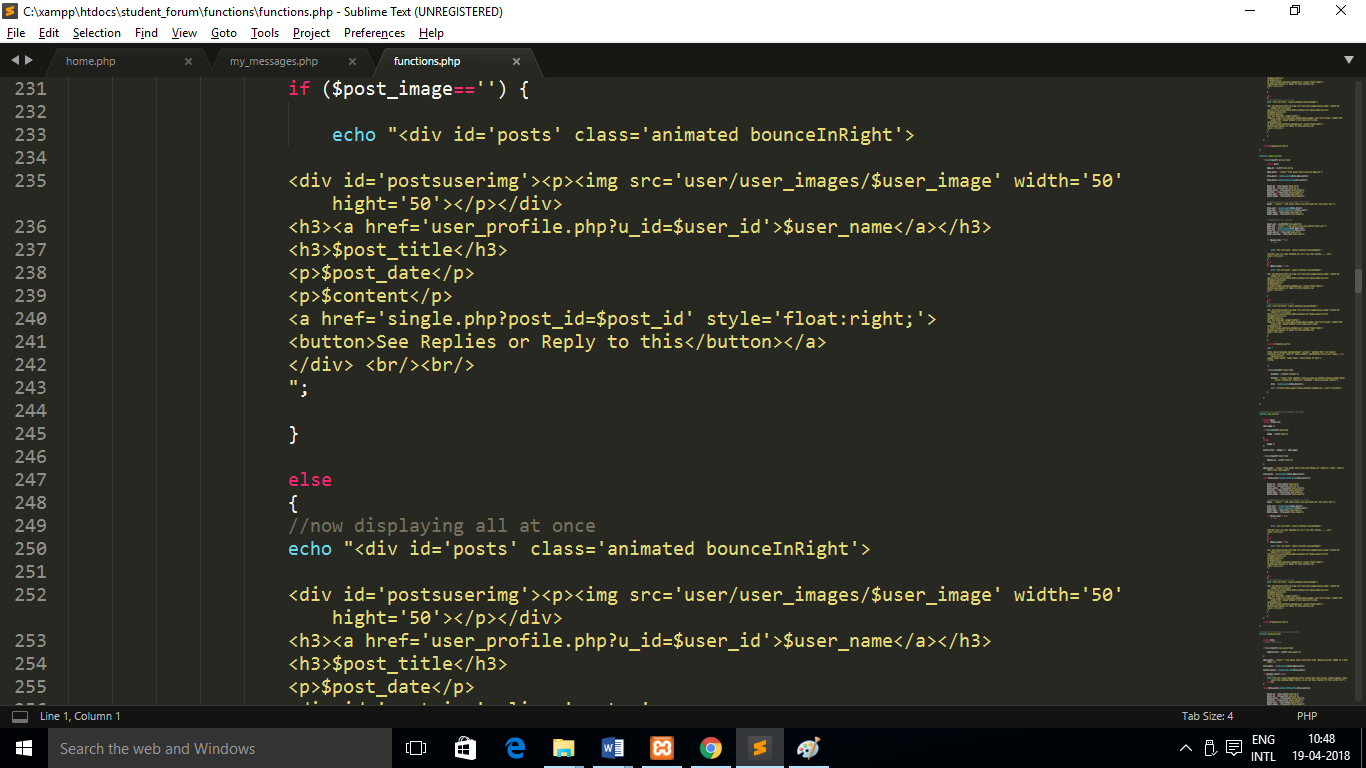 C:\xampp\htdocs\student_forum\functions\functions.php - Sublime Text (UNREGISTERED)
File Edit Selection Find View Goto Tools Project Preferences Help
home.php my_messages.php functions.php
231 if ($post_image=='') {
232
233 echo "<div id='posts' class='animated bounceInRight'>
234
235 <div id='postsuserimg'><p><img src='user/user_images/$user_image' width='50'
hight='50'></p></div>
236 <h3><a href='user_profile.php?u_id=$user_id'>$user_name</a></h3>
237 <h3>$post_title</h3>
238 <p>$post_date</p>
239 <p>$content</p>
240 <a href='single.php?post_id=$post_id' style='float:right;'>
241 <button>See Replies or Reply to this</button></a>
242 </div> <br/><br/>
243 ";
244
245 }
246
247 else
248 {
249 //now displaying all at once
250 echo "<div id='posts' class='animated bounceInRight'>
251
252 <div id='postsuserimg'><p><img src='user/user_images/$user_image' width='50'
hight='50'></p></div>
253 <h3><a href='user_profile.php?u_id=$user_id'>$user_name</a></h3>
254 <h3>$post_title</h3>
255 <p>$post_date</p>
Line 1, Column 1 Tab Size: 4 PHP
Search the web and Windows
ENG 10:48
INTL 19-04-2018